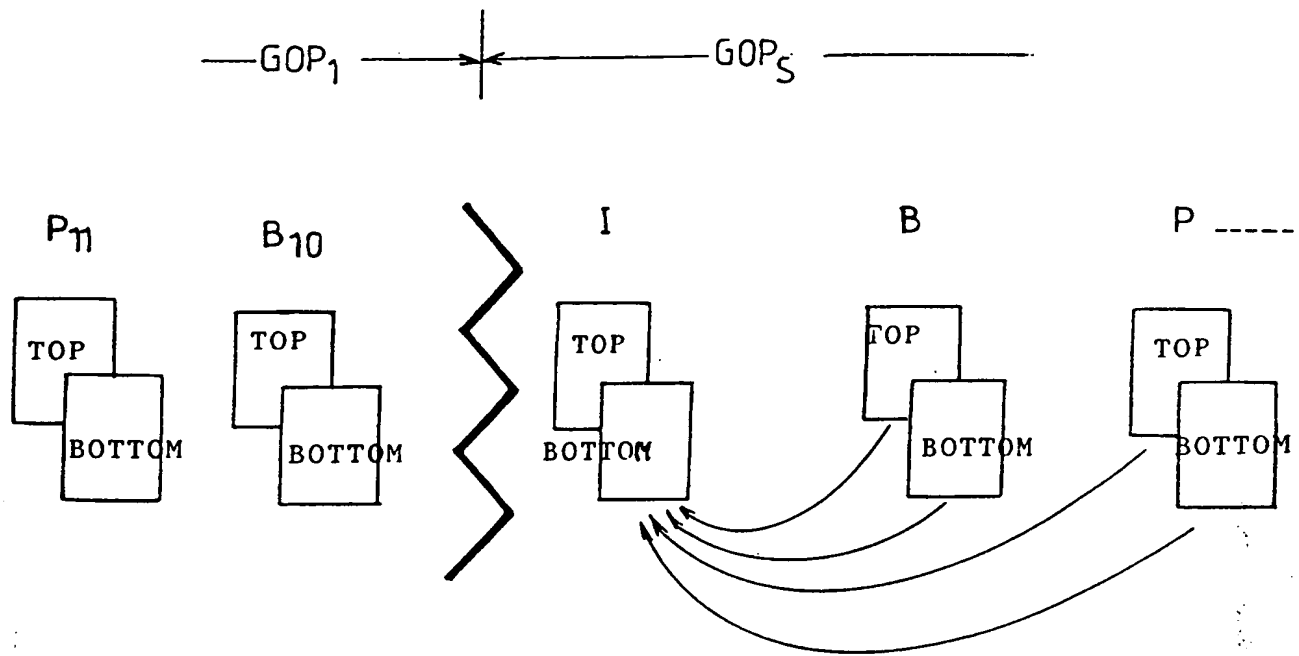 GOP₁ GOPₛ
P₁₁ B₁₀ I B P -----
TOP TOP TOP TOP TOP
BOTTOM BOTTOM BOTTOM BOTTOM BOTTOM